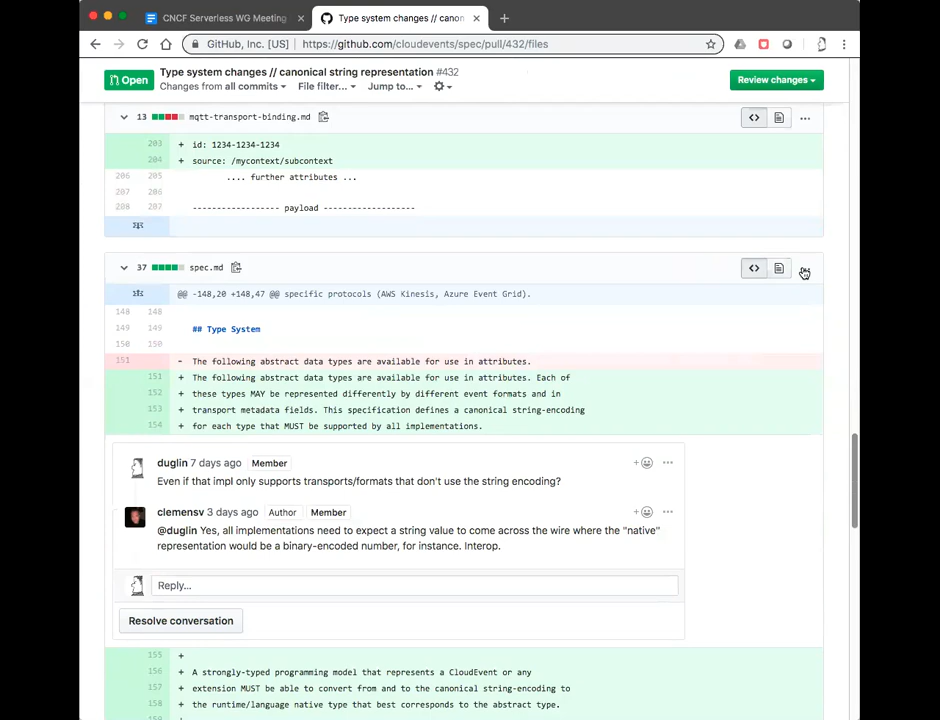 CNCF Serverless WG Meeting
Type system changes // canon
GitHub, Inc. [US] | https://github.com/cloudevents/spec/pull/432/files
Open
Type system changes // canonical string representation #432
Changes from all commits
File filter...
Jump to...
Review changes
13 mqtt-transport-binding.md
203 + id: 1234-1234-1234
204 + source: /mycontext/subcontext
206 205 .... further attributes ...
207 206
208 207 ------------------ payload -------------------
37 spec.md
@@ -148,20 +148,47 @@ specific protocols (AWS Kinesis, Azure Event Grid).
148 148
149 149 ## Type System
150 150
151 - The following abstract data types are available for use in attributes.
151 + The following abstract data types are available for use in attributes. Each of
152 + these types MAY be represented differently by different event formats and in
153 + transport metadata fields. This specification defines a canonical string-encoding
154 + for each type that MUST be supported by all implementations.
duglin 7 days ago Member
Even if that impl only supports transports/formats that don't use the string encoding?
clemensv 3 days ago Author Member
@duglin Yes, all implementations need to expect a string value to come across the wire where the "native"
representation would be a binary-encoded number, for instance. Interop.
Reply...
Resolve conversation
155 +
156 + A strongly-typed programming model that represents a CloudEvent or any
157 + extension MUST be able to convert from and to the canonical string-encoding to
158 + the runtime/language native type that best corresponds to the abstract type.
159 +